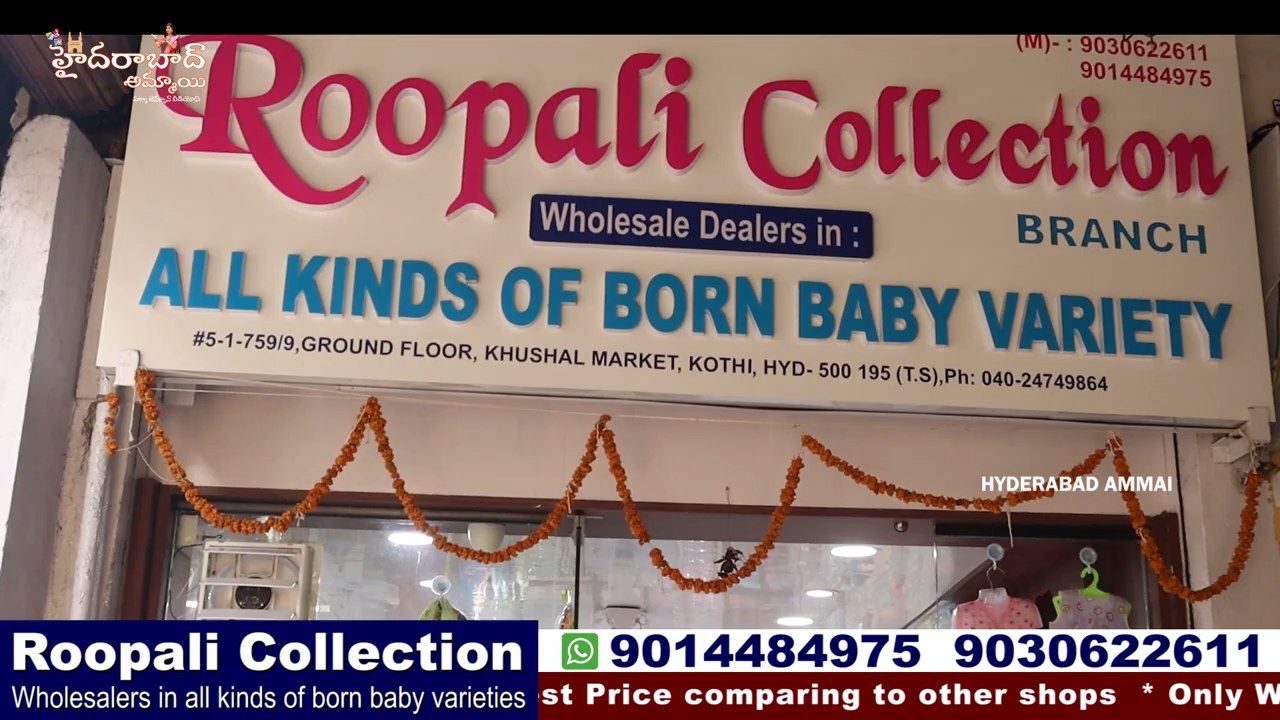 హైదరాబాద్
అమ్మాయి
(M)- : 9030622611
9014484975
Roopali Collection
BRANCH
Wholesale Dealers in :
ALL KINDS OF BORN BABY VARIETY
#5-1-759/9,GROUND FLOOR, KHUSHAL MARKET, KOTHI, HYD- 500 195 (T.S),Ph: 040-24749864
HYDERABAD AMMAI
Roopali Collection
9014484975 9030622611
Wholesalers in all kinds of born baby varieties
est Price comparing to other shops * Only W